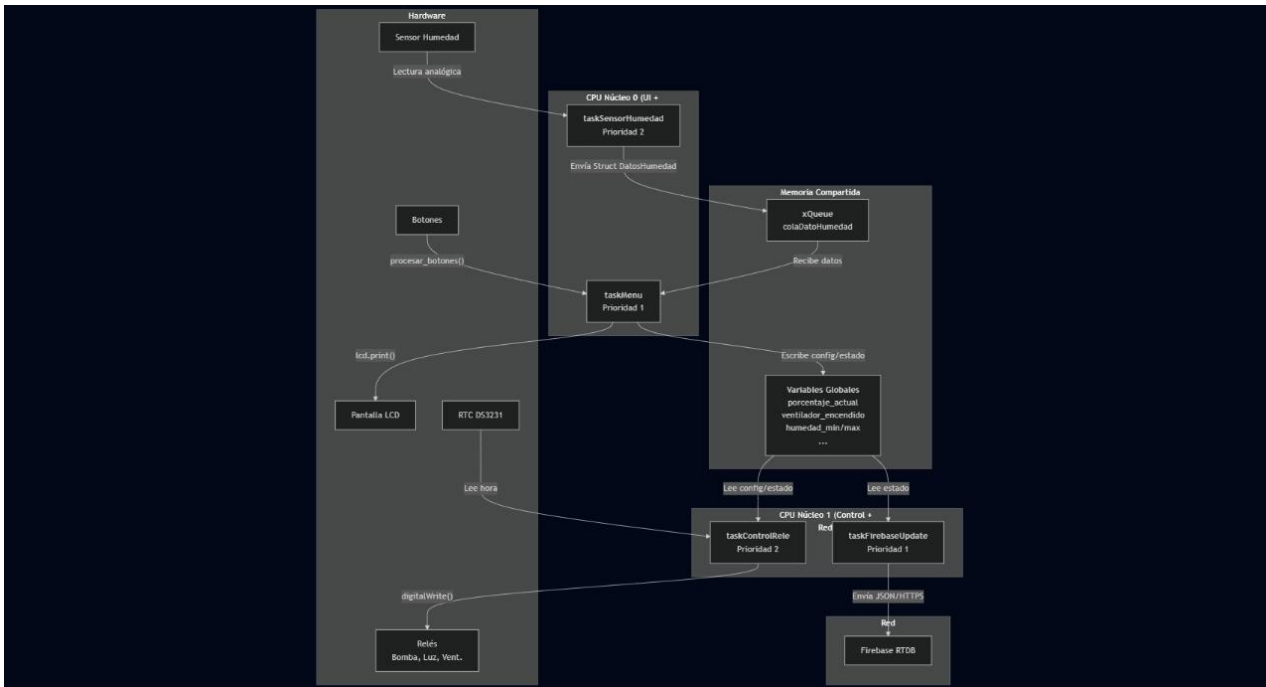 Hardware
Sensor Humedad
Lectura analógica
CPU Núcleo 0 (UI +
taskSensorHumedad
Prioridad 2
Envía Struct DatosHumedad
Memoria Compartida
xQueue
colaDatoHumedad
Botones
procesar_botones()
Recibe datos
taskMenu
Prioridad 1
lcd.print()
Escribe config/estado
Pantalla LCD
RTC DS3231
Variables Globales
porcentaje_actual
ventilador_encendido
humedad_min/max
...
Lee hora
Lee config/estado
Lee estado
CPU Núcleo 1 (Control +
Red
taskControlRele
Prioridad 2
taskFirebaseUpdate
Prioridad 1
digitalWrite()
Envía JSON/HTTPS
Relés
Bomba, Luz, Vent.
Red
Firebase RTDB